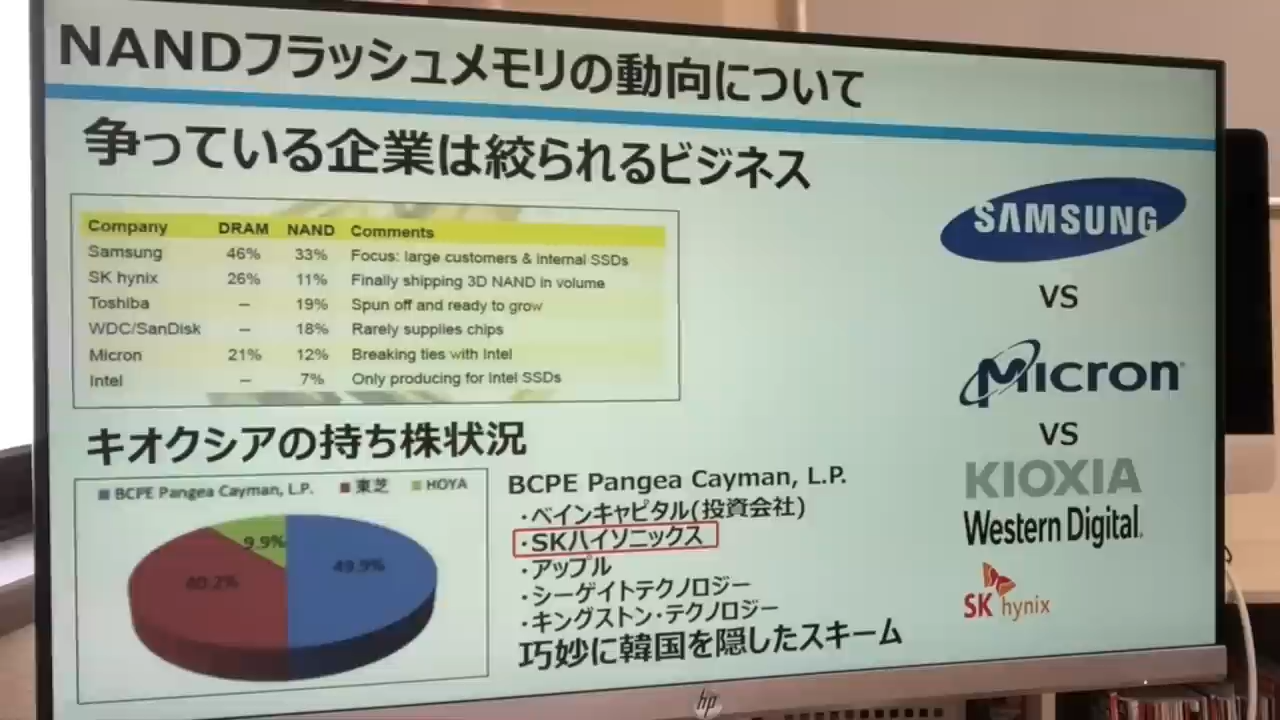 NANDフラッシュメモリの動向について
争っている企業は絞られるビジネス
Company DRAM NAND Comments
Samsung 46% 33% Focus: large customers & internal SSDs
SK hynix 26% 11% Finally shipping 3D NAND in volume
Toshiba – 19% Spun off and ready to grow
WDC/SanDisk – 18% Rarely supplies chips
Micron 21% 12% Breaking ties with Intel
Intel – 7% Only producing for Intel SSDs
キオクシアの持ち株状況
BCPE Pangea Cayman, L.P. 東芝 HOYA
9.9%
40.2%
49.9%
BCPE Pangea Cayman, L.P.
・ベインキャピタル(投資会社)
・SKハイソニックス
・アップル
・シーゲイトテクノロジー
・キングストン・テクノロジー
巧妙に韓国を隠したスキーム
SAMSUNG
VS
Micron
VS
KIOXIA
Western Digital.
SK hynix
hp